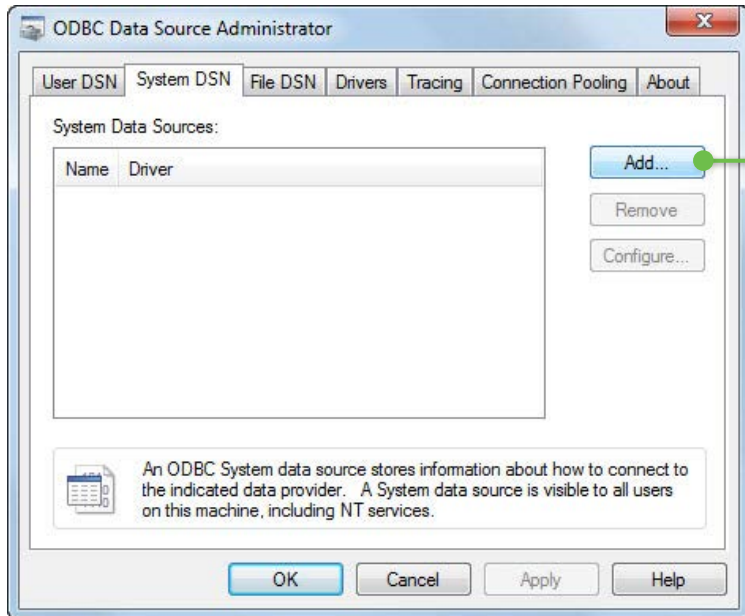 ODBC Data Source Administrator
User DSN System DSN File DSN Drivers Tracing Connection Pooling About
System Data Sources:
Name Driver
Add...
Remove
Configure...
An ODBC System data source stores information about how to connect to
the indicated data provider. A System data source is visible to all users
on this machine, including NT services.
OK Cancel Apply Help